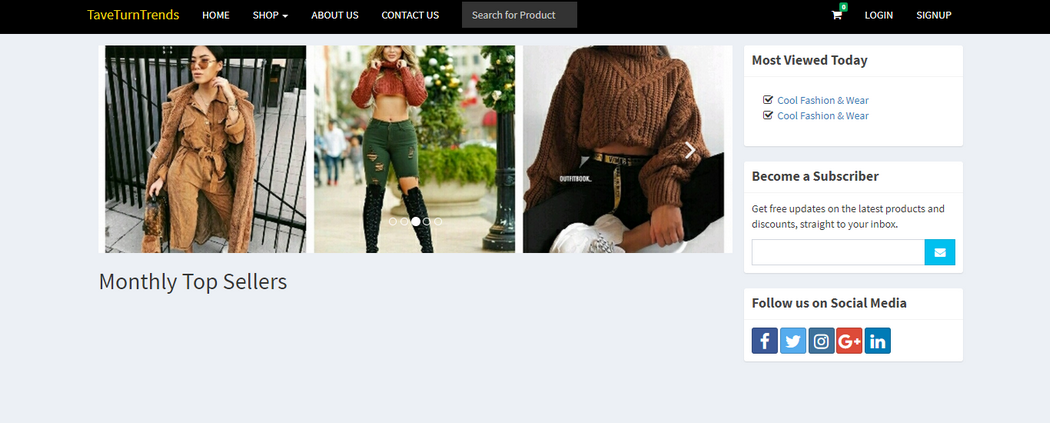 TaveTurnTrends HOME SHOP ABOUT US CONTACT US Search for Product 0 LOGIN SIGNUP
OUTFITBOOK_
Monthly Top Sellers
Most Viewed Today
Cool Fashion & Wear
Cool Fashion & Wear
Become a Subscriber
Get free updates on the latest products and
discounts, straight to your inbox.
Follow us on Social Media
f G+ in